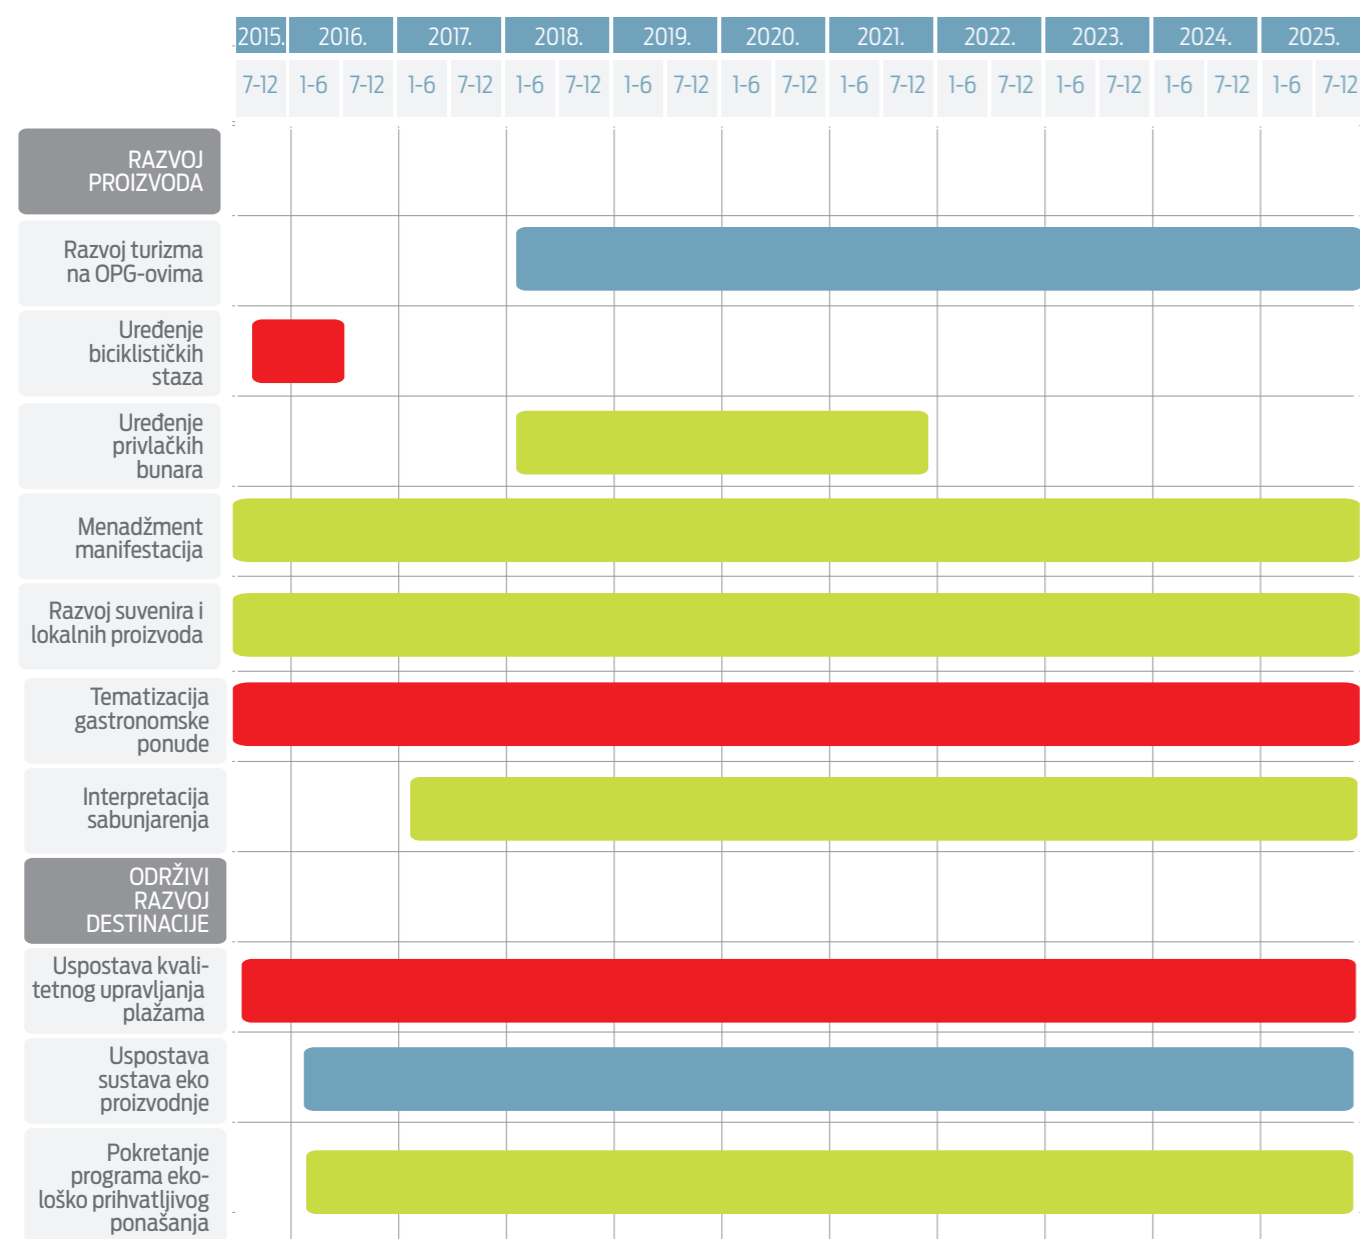 2015. 2016. 2017. 2018. 2019. 2020. 2021. 2022. 2023. 2024. 2025.
7-12 1-6 7-12 1-6 7-12 1-6 7-12 1-6 7-12 1-6 7-12 1-6 7-12 1-6 7-12 1-6 7-12 1-6 7-12 1-6 7-12
RAZVOJ
PROIZVODA
Razvoj turizma
na OPG-ovima
Uređenje
biciklističkih
staza
Uređenje
privlačkih
bunara
Menadžment
manifestacija
Razvoj suvenira i
lokalnih proizvoda
Tematizacija
gastronomske
ponude
Interpretacija
sabunjarenja
ODRŽIVI
RAZVOJ
DESTINACIJE
Uspostava kvali-
tetnog upravljanja
plažama
Uspostava
sustava eko
proizvodnje
Pokretanje
programa eko-
loško prihvatljivog
ponašanja